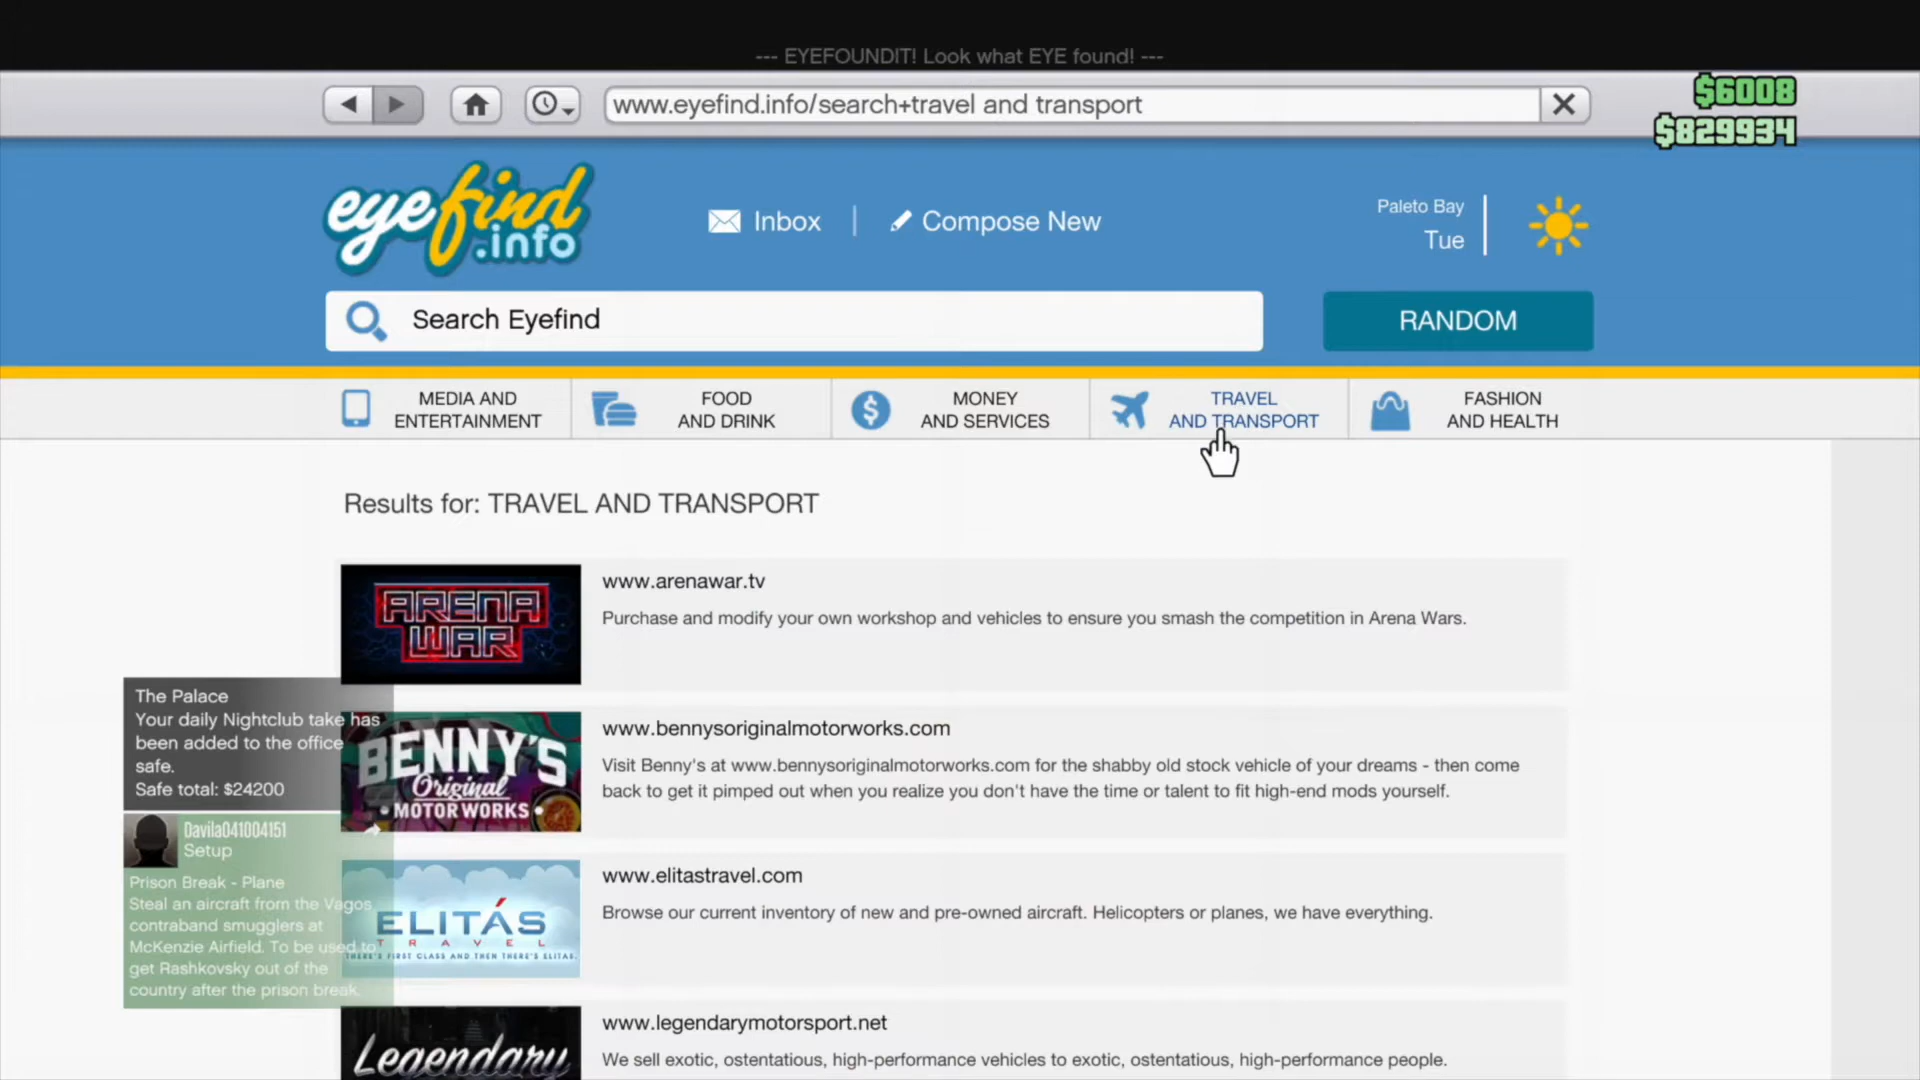 --- EYEFOUNDIT! Look what EYE found! ---
www.eyefind.info/search+travel and transport
$6008
$829934
eyefind
.info
Inbox
Compose New
Paleto Bay
Tue
Search Eyefind
RANDOM
MEDIA AND
ENTERTAINMENT
FOOD
AND DRINK
MONEY
AND SERVICES
TRAVEL
AND TRANSPORT
FASHION
AND HEALTH
Results for: TRAVEL AND TRANSPORT
ARENA
WAR
www.arenawar.tv
Purchase and modify your own workshop and vehicles to ensure you smash the competition in Arena Wars.
The Palace
Your daily Nightclub take has
been added to the office
safe.
Safe total: $24200
BENNY'S
Original
MOTOR WORKS
www.bennysoriginalmotorworks.com
Visit Benny's at www.bennysoriginalmotorworks.com for the shabby old stock vehicle of your dreams - then come
back to get it pimped out when you realize you don't have the time or talent to fit high-end mods yourself.
Davila041004151
Setup
Prison Break - Plane
Steal an aircraft from the Vagos
contraband smugglers at
McKenzie Airfield. To be used to
get Rashkovsky out of the
country after the prison break.
ELITÁS
TRAVEL
THERE'S FIRST CLASS AND THEN THERE'S ELITAS.
www.elitastravel.com
Browse our current inventory of new and pre-owned aircraft. Helicopters or planes, we have everything.
Legendary
www.legendarymotorsport.net
We sell exotic, ostentatious, high-performance vehicles to exotic, ostentatious, high-performance people.